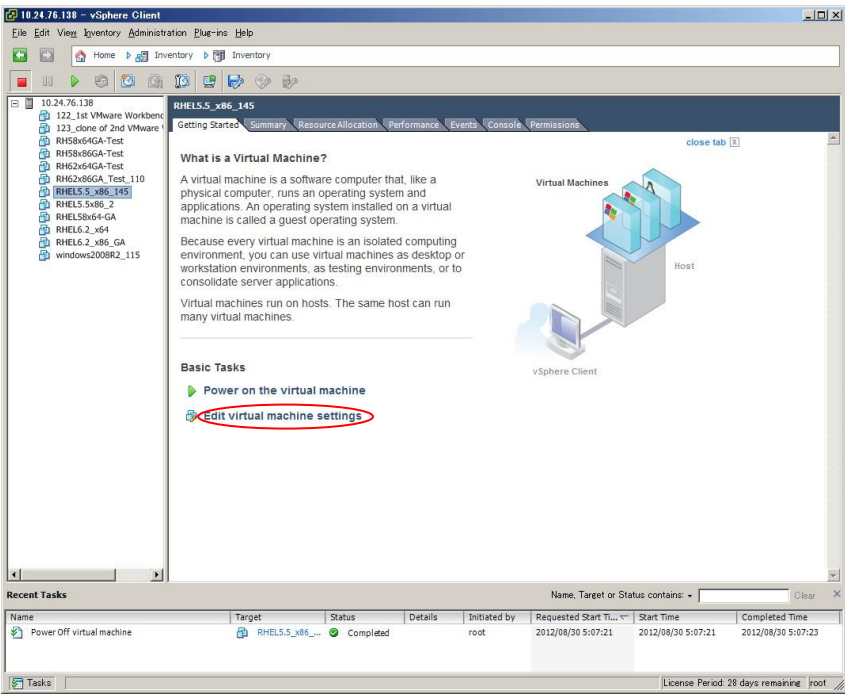 10.24.76.138 - vSphere Client
File Edit View Inventory Administration Plug-ins Help
Home Inventory Inventory
10.24.76.138
122_1st VMware Workbenc
123_clone of 2nd VMware
RH58x64GA-Test
RH58x86GA-Test
RH62x64GA-Test
RH62x86GA_Test_110
RHEL5.5_x86_145
RHEL5.5x86_2
RHEL58x64-GA
RHEL6.2_x64
RHEL6.2_x86_GA
windows2008R2_115
RHEL5.5_x86_145
Getting Started Summary Resource Allocation Performance Events Console Permissions
close tab X
What is a Virtual Machine?
A virtual machine is a software computer that, like a
physical computer, runs an operating system and
applications. An operating system installed on a virtual
machine is called a guest operating system.
Because every virtual machine is an isolated computing
environment, you can use virtual machines as desktop or
workstation environments, as testing environments, or to
consolidate server applications.
Virtual machines run on hosts. The same host can run
many virtual machines.
Virtual Machines
Host
vSphere Client
Basic Tasks
Power on the virtual machine
Edit virtual machine settings
Recent Tasks
Name, Target or Status contains:
Clear
Name Target Status Details Initiated by Requested Start Ti... Start Time Completed Time
Power Off virtual machine RHEL5.5_x86_... Completed root 2012/08/30 5:07:21 2012/08/30 5:07:21 2012/08/30 5:07:23
Tasks
License Period: 28 days remaining root